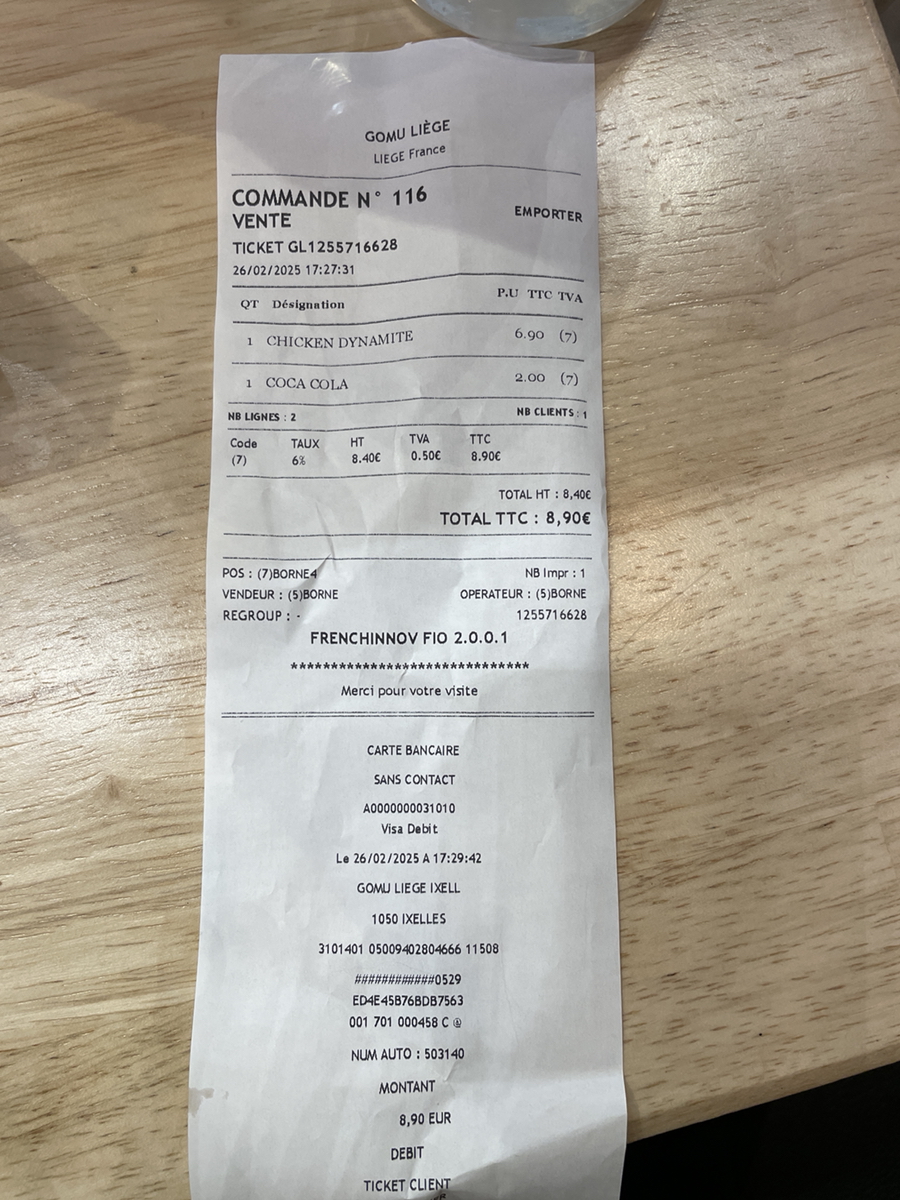 GOMU LIÈGE
LIEGE France
COMMANDE N° 116
VENTE EMPORTER
TICKET GL1255716628
26/02/2025 17:27:31
QT Désignation P.U TTC TVA
1 CHICKEN DYNAMITE 6.90 (7)
1 COCA COLA 2.00 (7)
NB LIGNES : 2 NB CLIENTS : 1
Code TAUX HT TVA TTC
(7) 6% 8.40€ 0.50€ 8.90€
TOTAL HT : 8,40€
TOTAL TTC : 8,90€
POS : (7)BORNE4 NB Impr : 1
VENDEUR : (5)BORNE OPERATEUR : (5)BORNE
REGROUP : - 1255716628
FRENCHINNOV FIO 2.0.0.1
*****************************
Merci pour votre visite
CARTE BANCAIRE
SANS CONTACT
A0000000031010
Visa Debit
Le 26/02/2025 A 17:29:42
GOMU LIEGE IXELL
1050 IXELLES
3101401 05009402804666 11508
############0529
ED4E45B76BDB7563
001 701 000458 C @
NUM AUTO : 503140
MONTANT
8,90 EUR
DEBIT
TICKET CLIENT